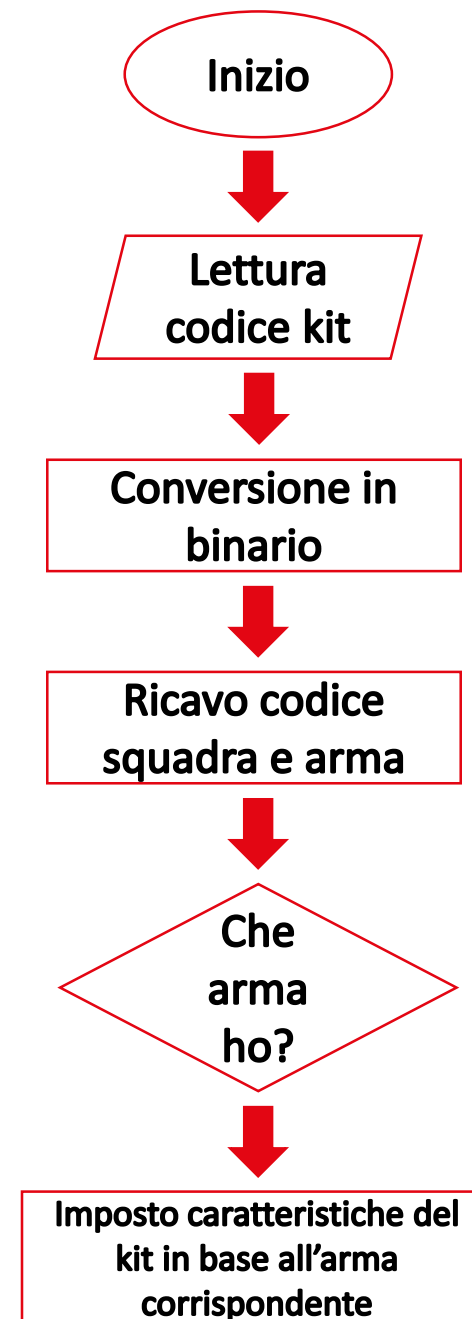 Inizio
Lettura
codice kit
Conversione in
binario
Ricavo codice
squadra e arma
Che
arma
ho?
Imposto caratteristiche del
kit in base all’arma
corrispondente